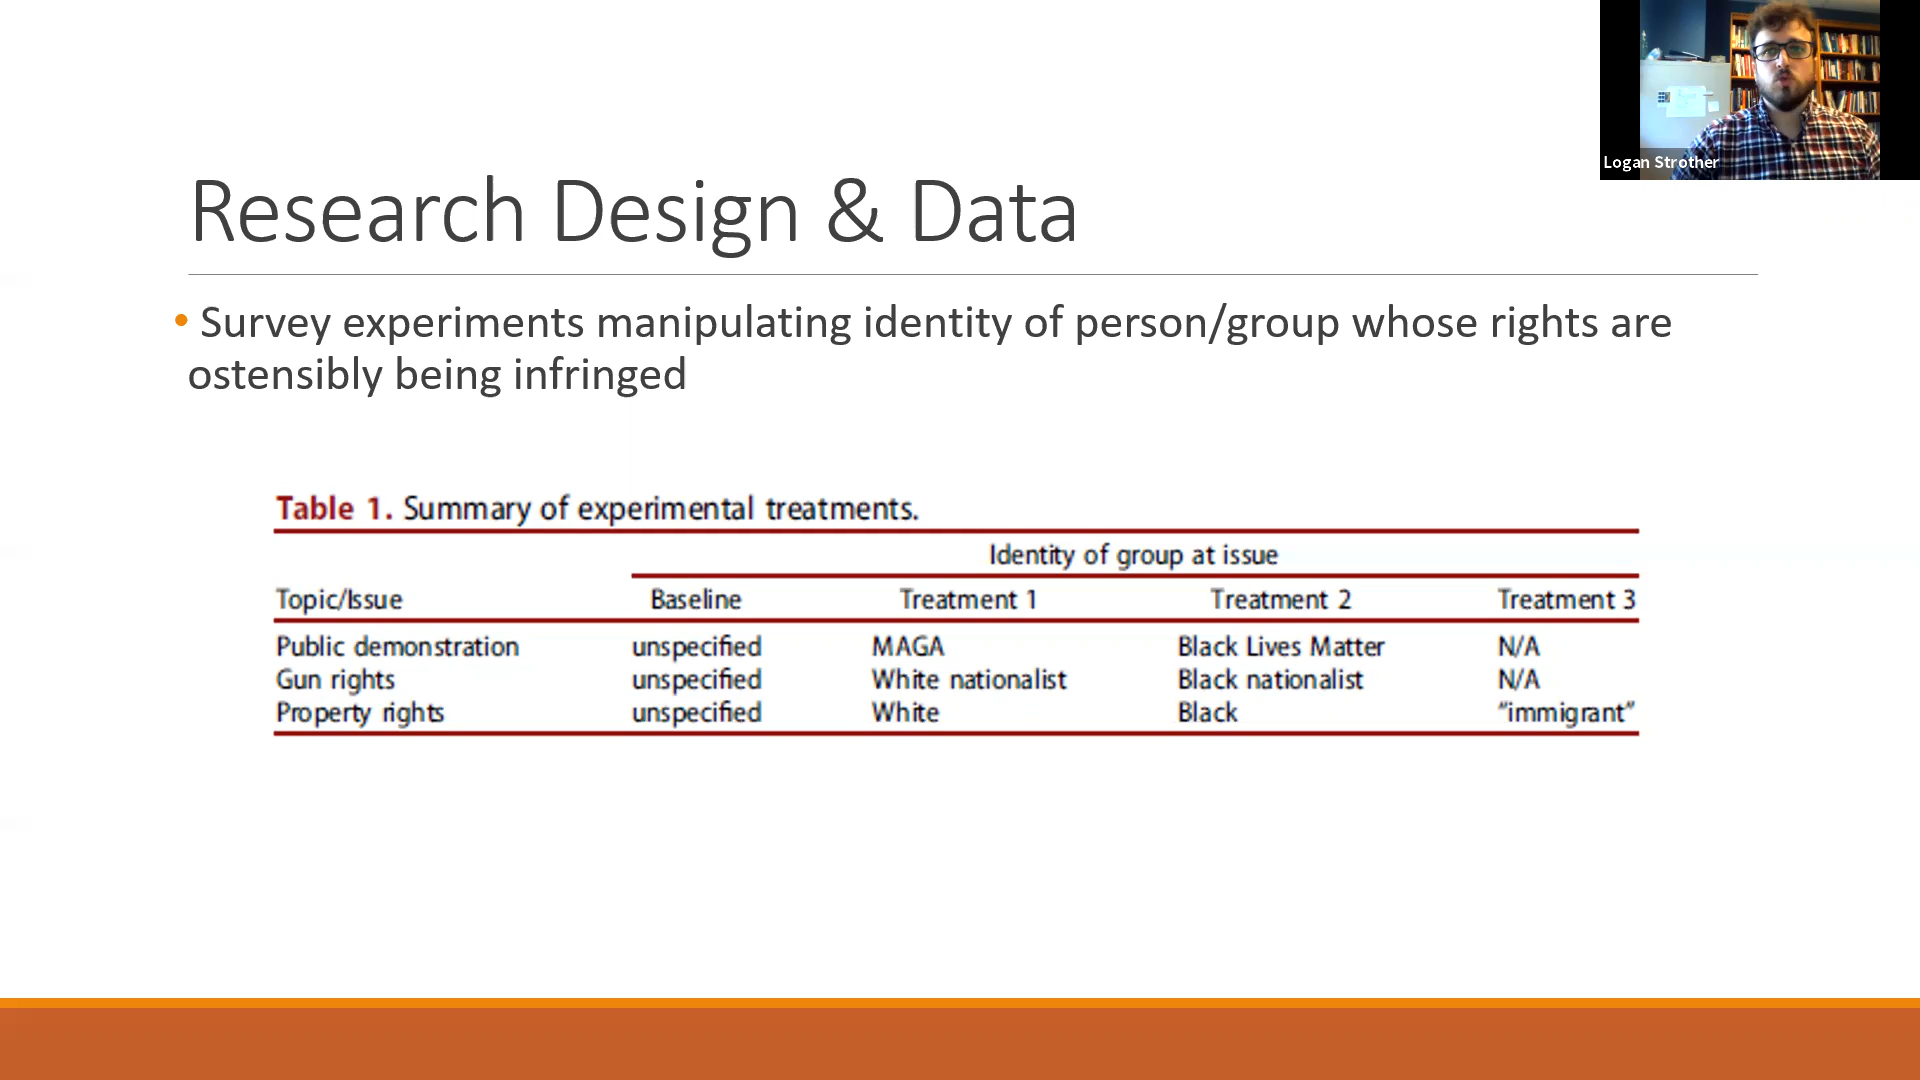 Logan Strother
Research Design & Data
• Survey experiments manipulating identity of person/group whose rights are
ostensibly being infringed
Table 1. Summary of experimental treatments.
Identity of group at issue
Topic/Issue Baseline Treatment 1 Treatment 2 Treatment 3
Public demonstration unspecified MAGA Black Lives Matter N/A
Gun rights unspecified White nationalist Black nationalist N/A
Property rights unspecified White Black “immigrant”